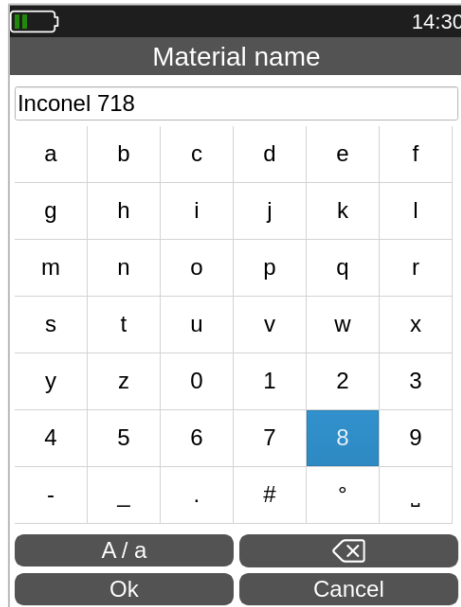 14:30
Material name
Inconel 718
a b c d e f
g h i j k l
m n o p q r
s t u v w x
y z 0 1 2 3
4 5 6 7 8 9
- _ . # ° ␣
A / a
Ok Cancel